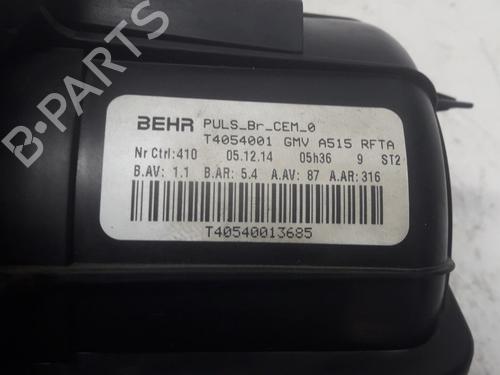 BEHR PULS_Br_CEM_0
T4054001 GMV A515 RFTA
Nr Ctrl:410 05.12.14 05h36 9 ST2
B.AV: 1.1 B.AR: 5.4 A.AV: 87 A.AR:316
T40540013685
B-PARTS